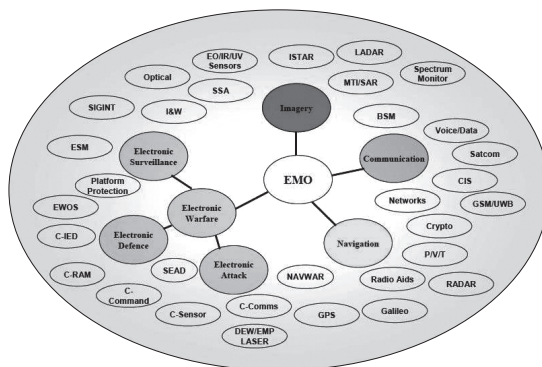 EO/IR/UV
Sensors
ISTAR
LADAR
Optical
SSA
MTI/SAR
Spectrum
Monitor
SIGINT
I&W
Imagery
BSM
Voice/Data
ESM
Electronic
Surveillance
Communication
Satcom
Platform
Protection
EMO
CIS
EWOS
Electronic
Warfare
Networks
GSM/UWB
C-IED
Electronic
Defence
Crypto
Navigation
P/V/T
C-RAM
SEAD
Electronic
Attack
NAVWAR
Radio Aids
RADAR
C-
Command
C-Sensor
C-Comms
GPS
Galileo
DEW/EMP
LASER